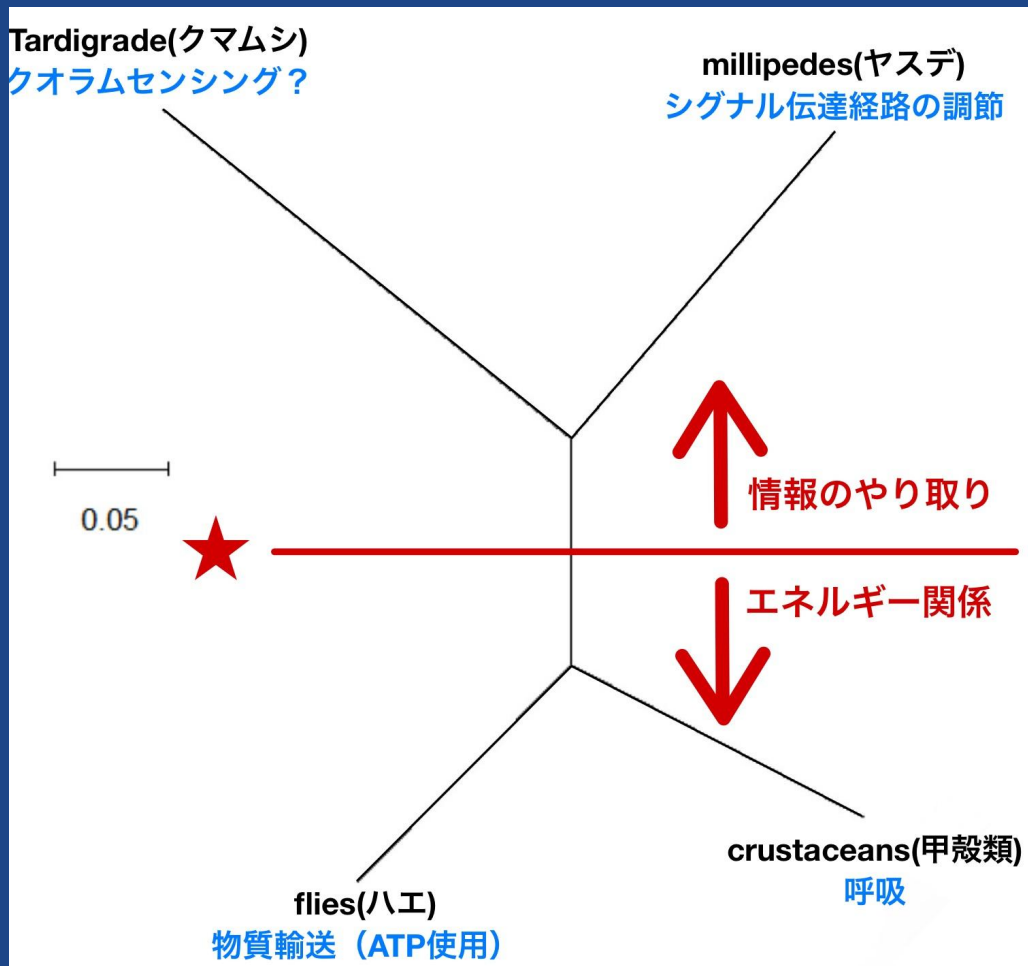 Tardigrade(クマムシ)
クオラムセンシング？
millipedes(ヤスデ)
シグナル伝達経路の調節
0.05
情報のやり取り
エネルギー関係
crustaceans(甲殻類)
呼吸
flies(ハエ)
物質輸送（ATP使用）